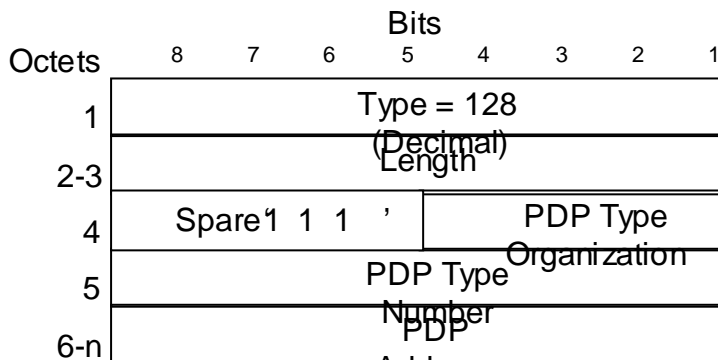 Bits
Octets 8 7 6 5 4 3 2 1
1 Type = 128
(Decimal)
2-3 Length
4 Spare‘1 1 1 ’ PDP Type
Organization
5 PDP Type
Number
6-n PDP